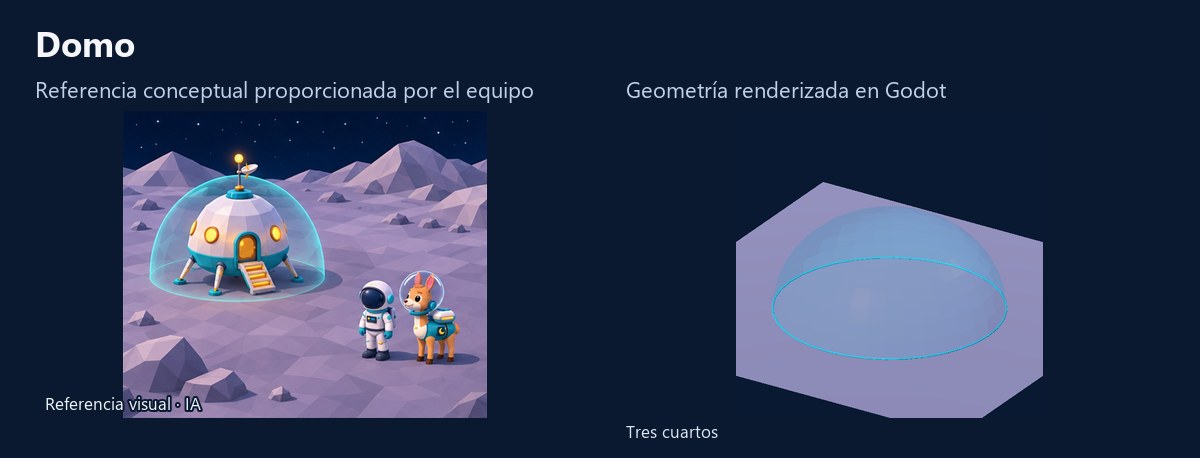 Domo
Referencia conceptual proporcionada por el equipo
Geometría renderizada en Godot
Referencia visual · IA
Tres cuartos